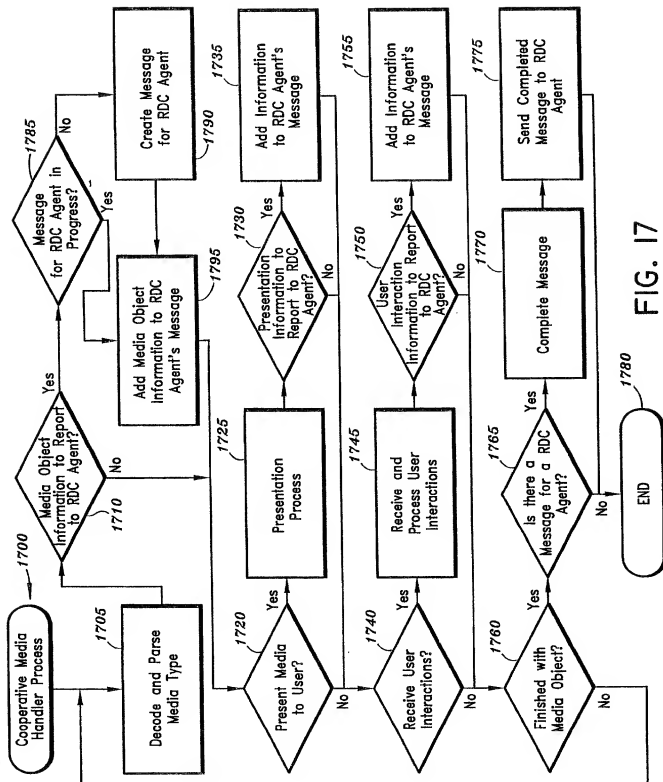 1700
Cooperative Media
Handler Process
1705
Decode and Parse
Media Type
Media Object
Information to Report
to RDC Agent?
1710
Yes
No
1785
Message
for RDC Agent in
Progress?
No
Yes
Create Message
for RDC Agent
1790
Add Media Object
Information to RDC
Agent's Message
1795
1720
Present Media
to User?
Yes
No
1725
Presentation
Process
1730
Presentation
Information to
Report to RDC
Agent?
Yes
No
1735
Add Information
to RDC Agent's
Message
1740
Receive User
Interactions?
Yes
No
1745
Receive and
Process User
Interactions
1750
User
Interaction
Information to Report
to RDC
Agent?
Yes
No
1755
Add Information
to RDC Agent's
Message
1760
Finished with
Media Object?
Yes
No
1765
Is there a
Message for a RDC
Agent?
Yes
No
1770
Complete Message
1775
Send Completed
Message to RDC
Agent
1780
END
FIG. 17